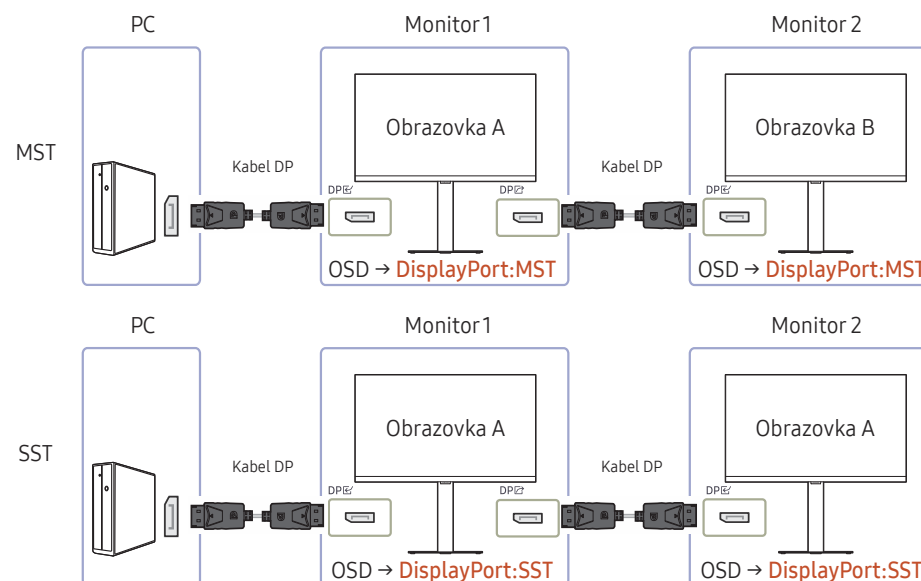 PC
Monitor 1
Monitor 2
MST
Obrazovka A
Obrazovka B
Kabel DP
Kabel DP
DP
DP
DP
OSD → DisplayPort:MST
OSD → DisplayPort:MST
PC
Monitor 1
Monitor 2
SST
Obrazovka A
Obrazovka A
Kabel DP
Kabel DP
DP
DP
DP
OSD → DisplayPort:SST
OSD → DisplayPort:SST